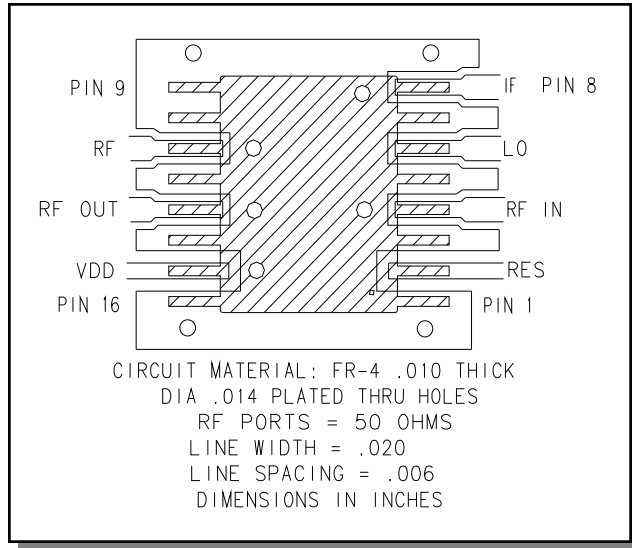 PIN 9 IF PIN 8
RF LO
RF OUT RF IN
VDD RES
PIN 16 PIN 1
CIRCUIT MATERIAL: FR-4 .010 THICK
DIA .014 PLATED THRU HOLES
RF PORTS = 50 OHMS
LINE WIDTH = .020
LINE SPACING = .006
DIMENSIONS IN INCHES